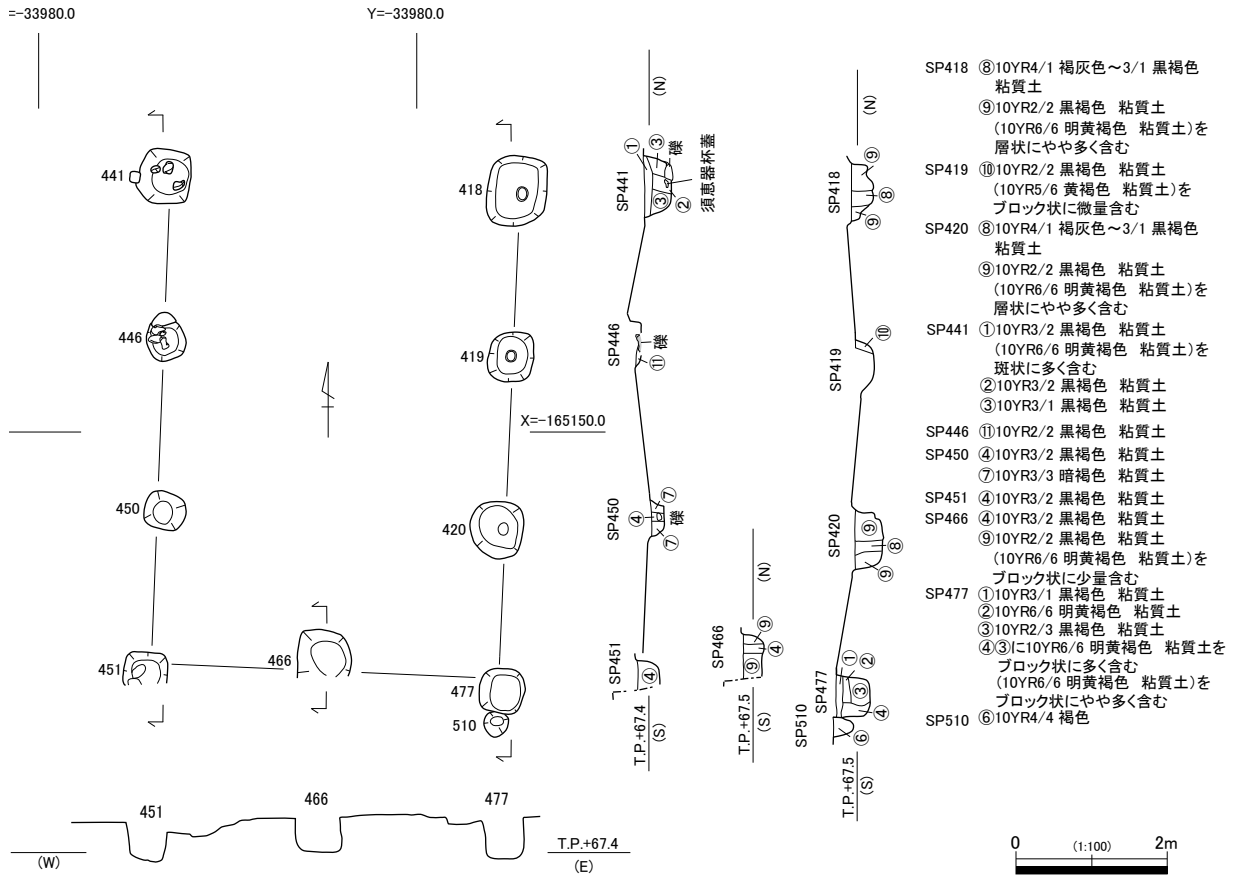 =-33980.0
Y=-33980.0
X=-165150.0
441
446
450
451
466
418
419
420
477
510
SP441
①
③
礫
須恵器杯蓋
③
②
(N)
SP446
礫
⑪
SP450
⑦
④
礫
⑦
SP451
④
T.P.+67.4
(S)
(N)
SP466
⑨
④
⑨
T.P.+67.5
(S)
(N)
SP418
⑨
⑧
⑨
SP419
⑩
SP420
⑨
⑧
⑨
SP477
①
②
③
④
SP510
⑥
T.P.+67.5
(S)
451
466
477
(W)
T.P.+67.4
(E)
SP418 ⑧10YR4/1 褐灰色~3/1 黒褐色
粘質土
⑨10YR2/2 黒褐色 粘質土
(10YR6/6 明黄褐色 粘質土)を
層状にやや多く含む
SP419 ⑩10YR2/2 黒褐色 粘質土
(10YR5/6 黄褐色 粘質土)を
ブロック状に微量含む
SP420 ⑧10YR4/1 褐灰色~3/1 黒褐色
粘質土
⑨10YR2/2 黒褐色 粘質土
(10YR6/6 明黄褐色 粘質土)を
層状にやや多く含む
SP441 ①10YR3/2 黒褐色 粘質土
(10YR6/6 明黄褐色 粘質土)を
斑状に多く含む
②10YR3/2 黒褐色 粘質土
③10YR3/1 黒褐色 粘質土
SP446 ⑪10YR2/2 黒褐色 粘質土
SP450 ④10YR3/2 黒褐色 粘質土
⑦10YR3/3 暗褐色 粘質土
SP451 ④10YR3/2 黒褐色 粘質土
SP466 ④10YR3/2 黒褐色 粘質土
⑨10YR2/2 黒褐色 粘質土
(10YR6/6 明黄褐色 粘質土)を
ブロック状に少量含む
SP477 ①10YR3/1 黒褐色 粘質土
②10YR6/6 明黄褐色 粘質土
③10YR2/3 黒褐色 粘質土
④③に10YR6/6 明黄褐色 粘質土を
ブロック状に多く含む
(10YR6/6 明黄褐色 粘質土)を
ブロック状にやや多く含む
SP510 ⑥10YR4/4 褐色
0 (1:100) 2m